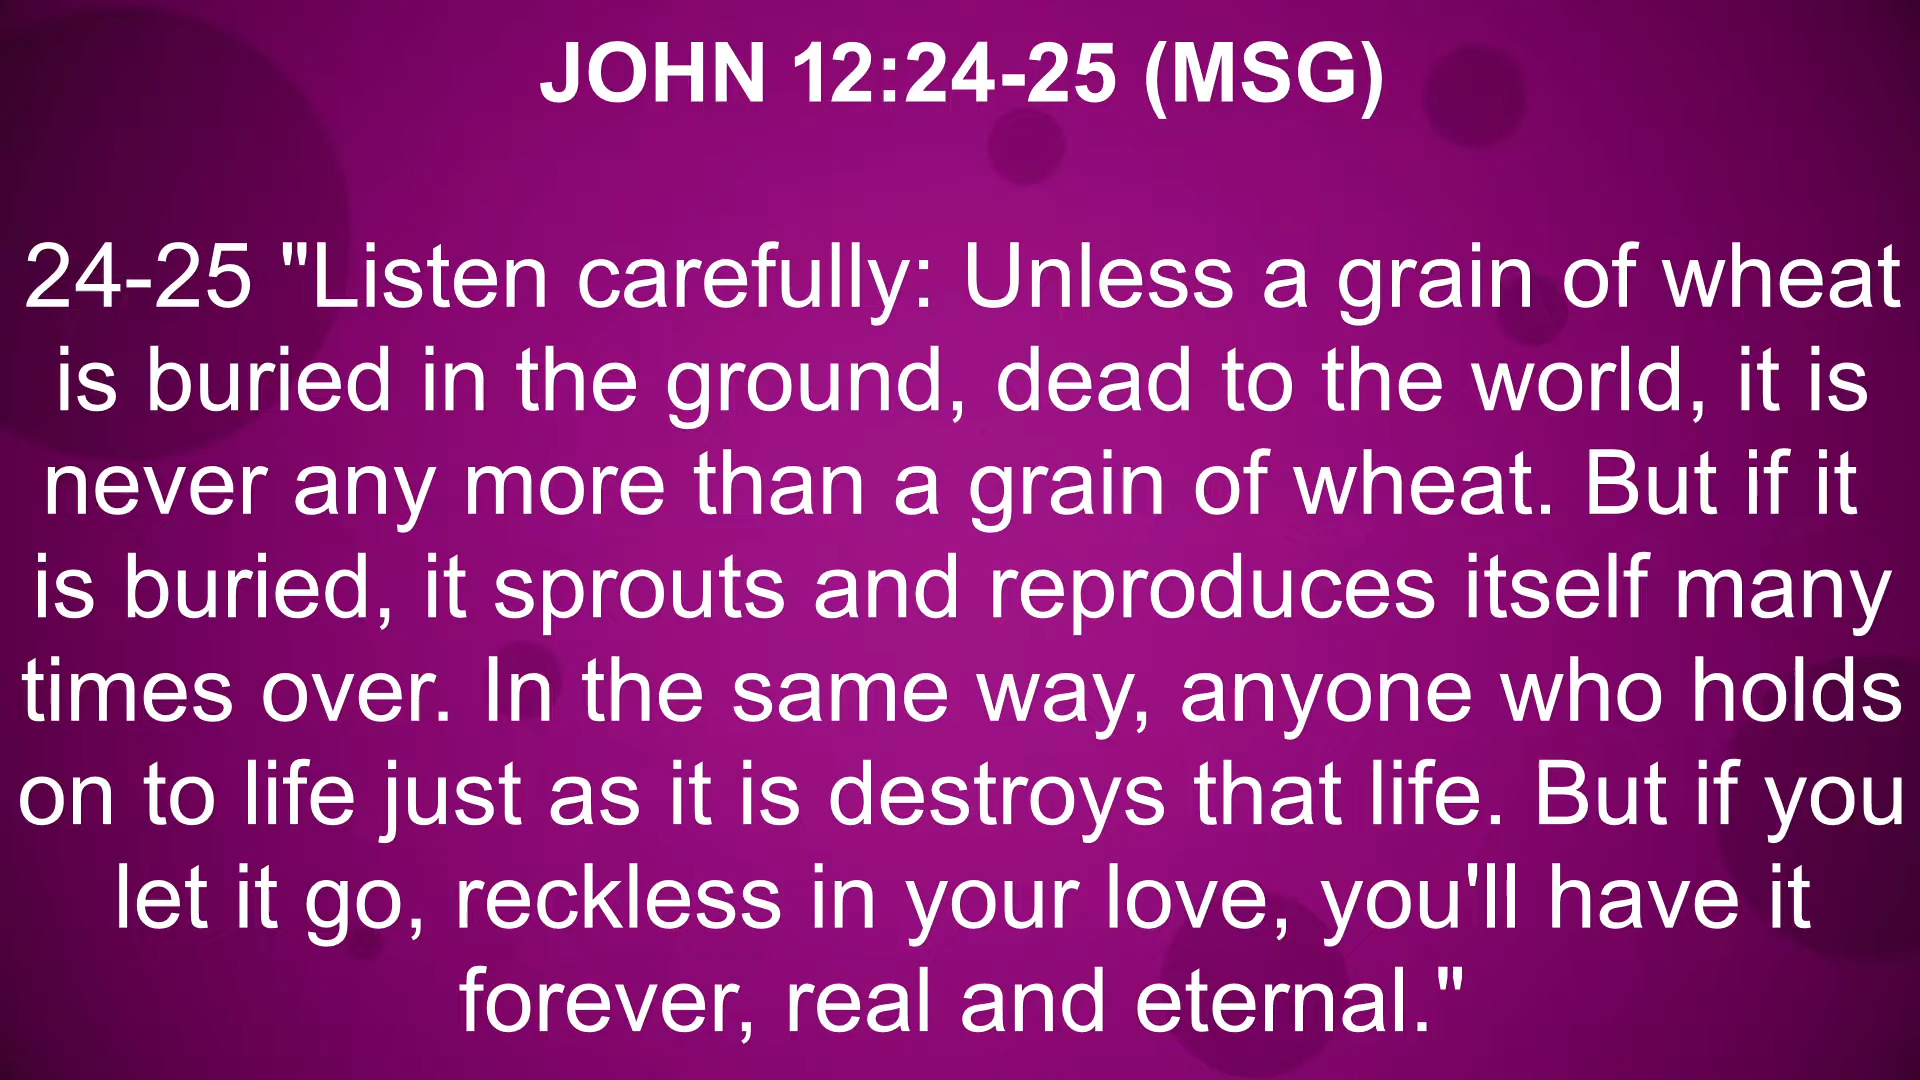 JOHN 12:24-25 (MSG)
24-25 "Listen carefully: Unless a grain of wheat
is buried in the ground, dead to the world, it is
never any more than a grain of wheat. But if it
is buried, it sprouts and reproduces itself many
times over. In the same way, anyone who holds
on to life just as it is destroys that life. But if you
let it go, reckless in your love, you'll have it
forever, real and eternal."